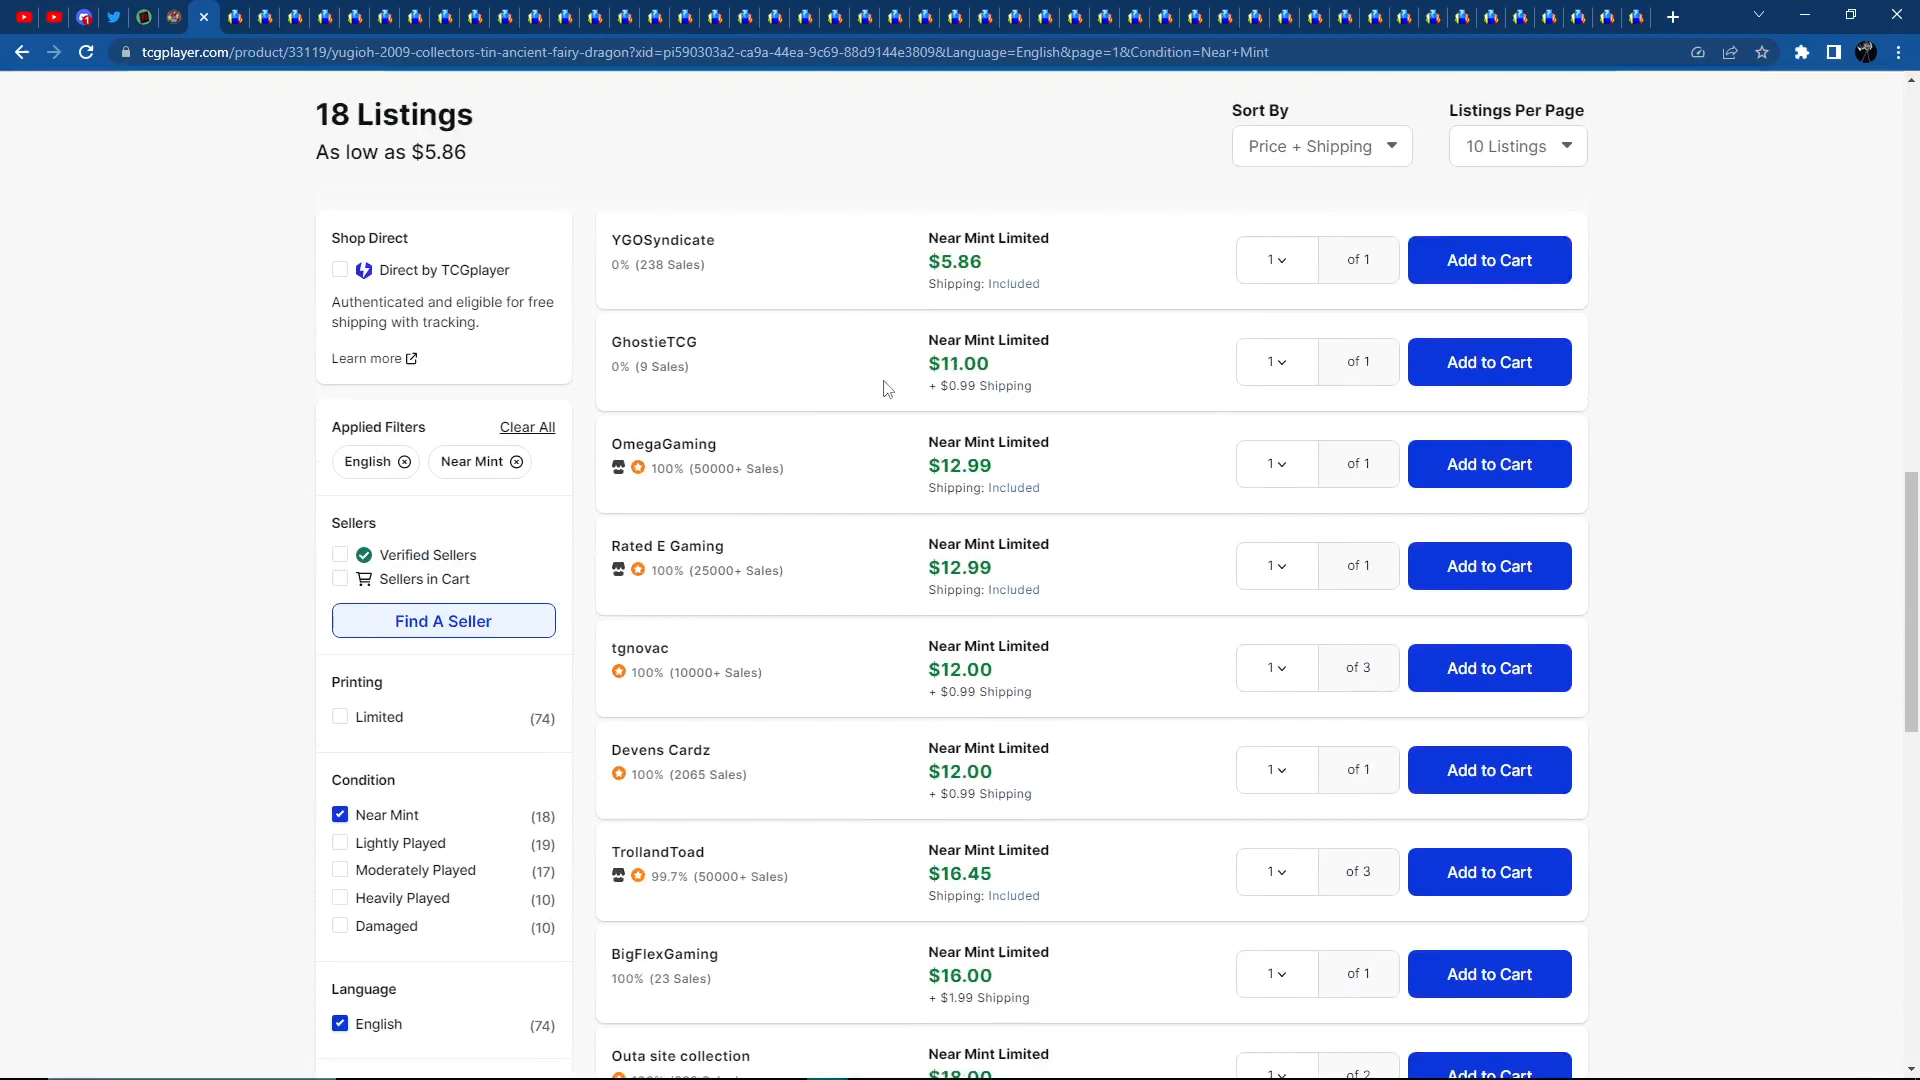 tcgplayer.com/product/33119/yugioh-2009-collectors-tin-ancient-fairy-dragon?xid=pi590303a2-ca9a-44ea-9c69-88d9144e3809&Language=English&page=1&Condition=Near+Mint
18 Listings
As low as $5.86
Sort By
Price + Shipping
Listings Per Page
10 Listings
Shop Direct
Direct by TCGplayer
Authenticated and eligible for free
shipping with tracking.
Learn more
Applied Filters
Clear All
English
Near Mint
Sellers
Verified Sellers
Sellers in Cart
Find A Seller
Printing
Limited (74)
Condition
Near Mint (18)
Lightly Played (19)
Moderately Played (17)
Heavily Played (10)
Damaged (10)
Language
English (74)
YGOSyndicate
0% (238 Sales)
Near Mint Limited
$5.86
Shipping: Included
1 of 1
Add to Cart
GhostieTCG
0% (9 Sales)
Near Mint Limited
$11.00
+ $0.99 Shipping
1 of 1
Add to Cart
OmegaGaming
100% (50000+ Sales)
Near Mint Limited
$12.99
Shipping: Included
1 of 1
Add to Cart
Rated E Gaming
100% (25000+ Sales)
Near Mint Limited
$12.99
Shipping: Included
1 of 1
Add to Cart
tgnovac
100% (10000+ Sales)
Near Mint Limited
$12.00
+ $0.99 Shipping
1 of 3
Add to Cart
Devens Cardz
100% (2065 Sales)
Near Mint Limited
$12.00
+ $0.99 Shipping
1 of 1
Add to Cart
TrollandToad
99.7% (50000+ Sales)
Near Mint Limited
$16.45
Shipping: Included
1 of 3
Add to Cart
BigFlexGaming
100% (23 Sales)
Near Mint Limited
$16.00
+ $1.99 Shipping
1 of 1
Add to Cart
Outa site collection
Near Mint Limited
$18.00
1 of 2
Add to Cart